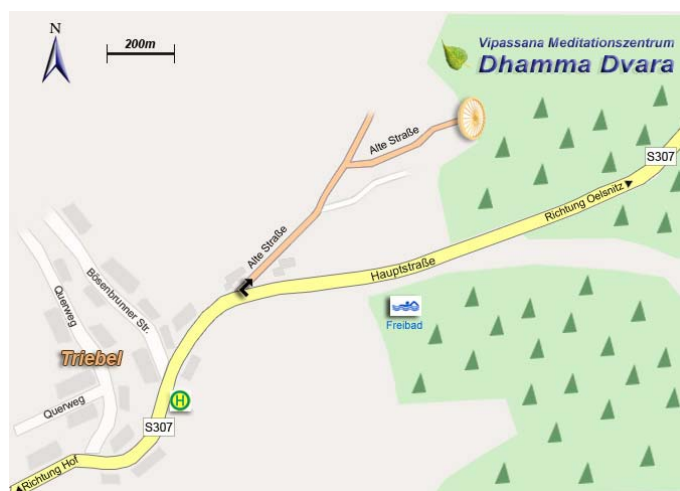 N
200m
Vipassana Meditationszentrum
Dhamma Dvara
Alte Straße
S307
Richtung Oelsnitz
Alte Straße
Hauptstraße
Bösenbrunner Str.
Querweg
Freibad
Triebel
H
Querweg
S307
Richtung Hof